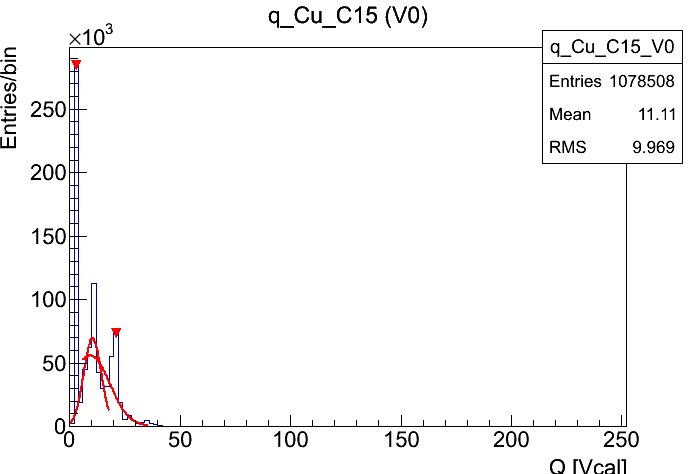 q_Cu_C15 (V0)
×10³
q_Cu_C15_V0
Entries 1078508
Mean 11.11
RMS 9.969
Entries/bin
250
200
150
100
50
0
0 50 100 150 200 250
Q [Vcal]